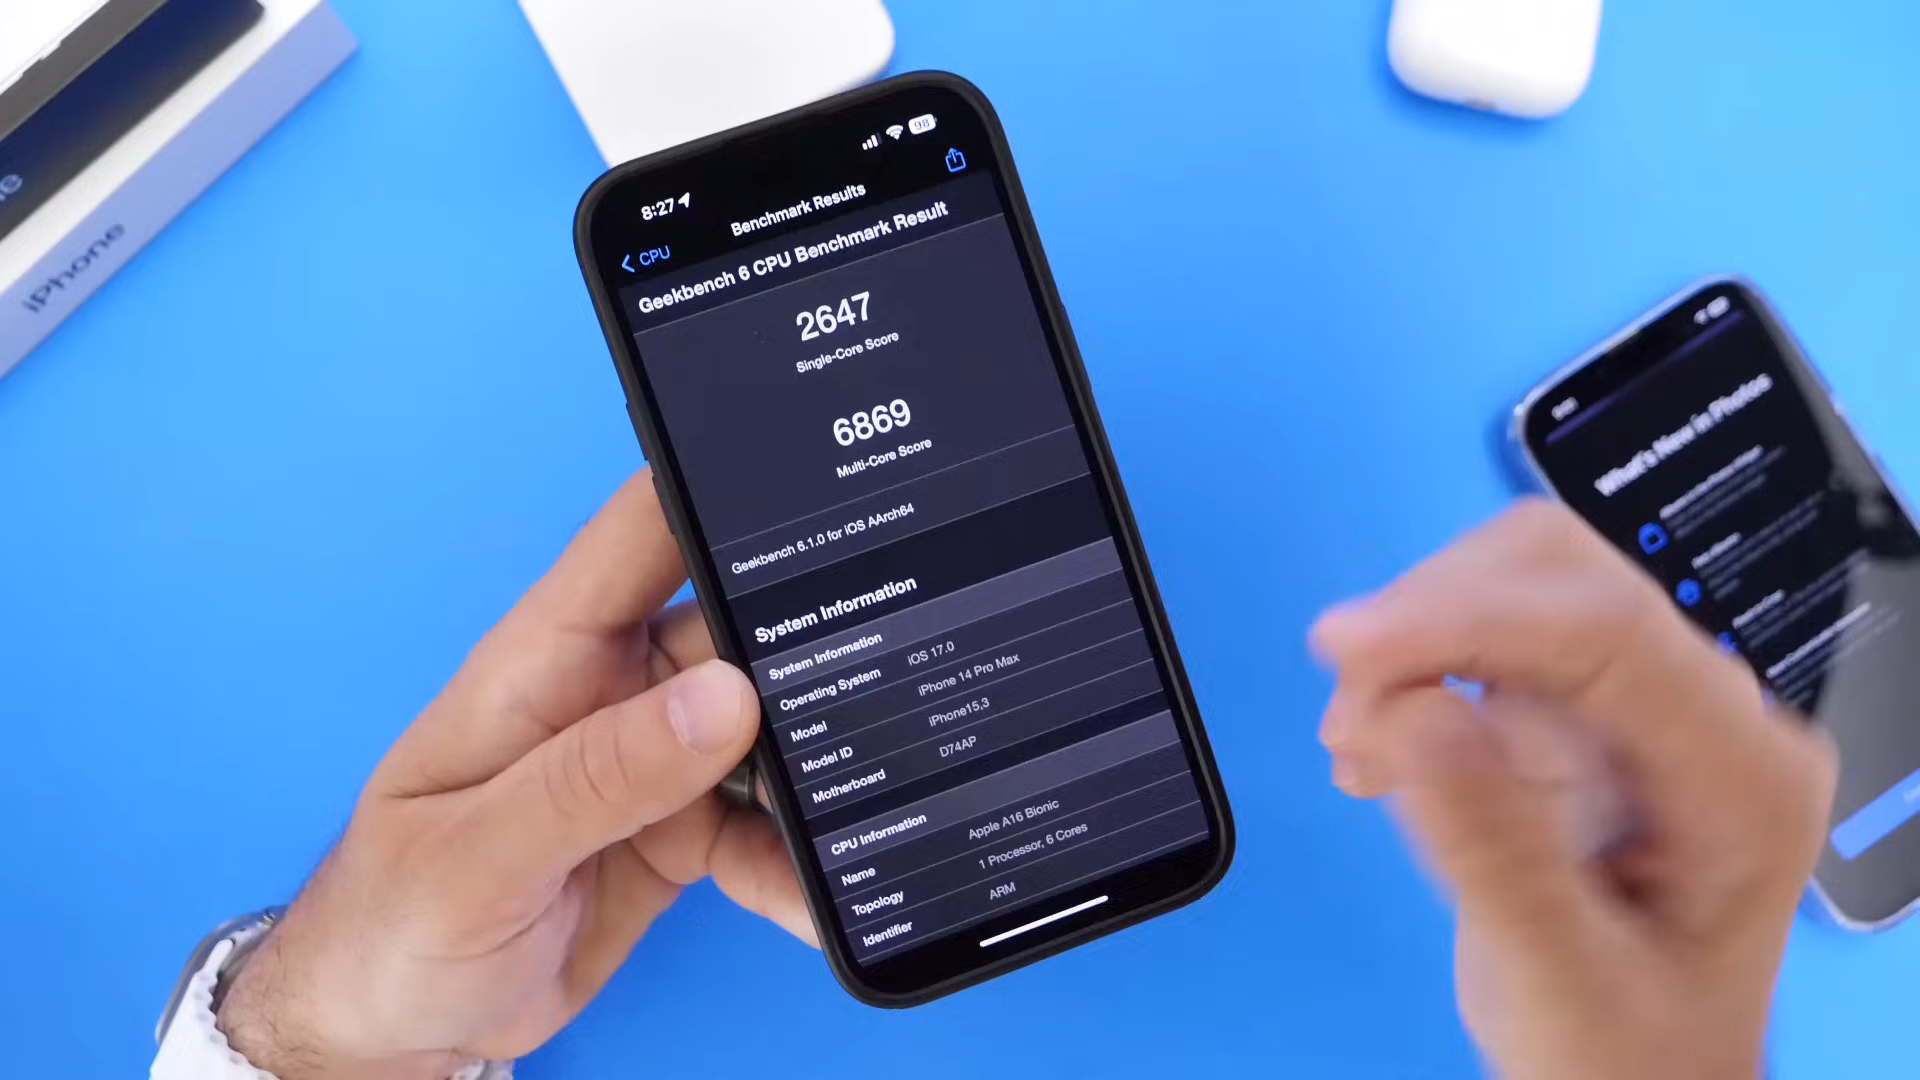 iPhone
8:27
98
CPU
Benchmark Results
Geekbench 6 CPU Benchmark Result
2647
Single-Core Score
6869
Multi-Core Score
Geekbench 6.1.0 for iOS AArch64
System Information
System Information
Operating System iOS 17.0
Model iPhone 14 Pro Max
Model ID iPhone15,3
Motherboard D74AP
CPU Information
Name Apple A16 Bionic
Topology 1 Processor, 6 Cores
Identifier ARM
What's New in Photos